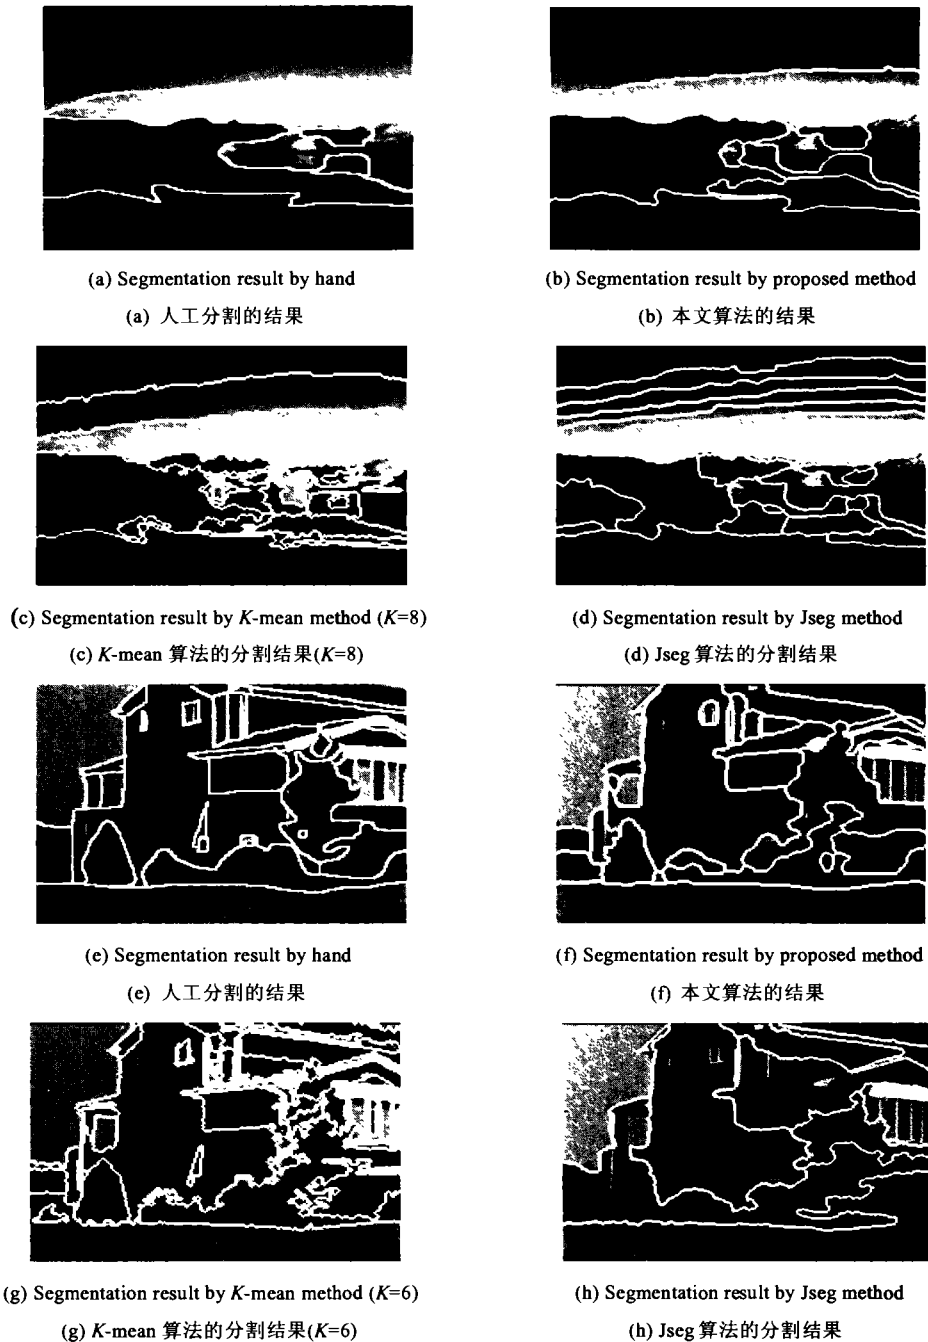 (a) Segmentation result by hand
(a) 人工分割的结果
(b) Segmentation result by proposed method
(b) 本文算法的结果
(c) Segmentation result by K-mean method (K=8)
(c) K-mean 算法的分割结果(K=8)
(d) Segmentation result by Jseg method
(d) Jseg 算法的分割结果
(e) Segmentation result by hand
(e) 人工分割的结果
(f) Segmentation result by proposed method
(f) 本文算法的结果
(g) Segmentation result by K-mean method (K=6)
(g) K-mean 算法的分割结果(K=6)
(h) Segmentation result by Jseg method
(h) Jseg 算法的分割结果